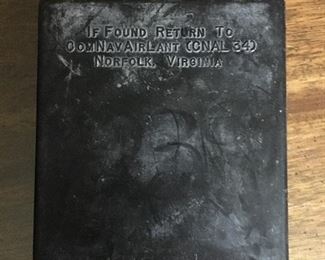 If Found Return To
ComNavAirLant (CNAL 34)
Norfolk, Virginia